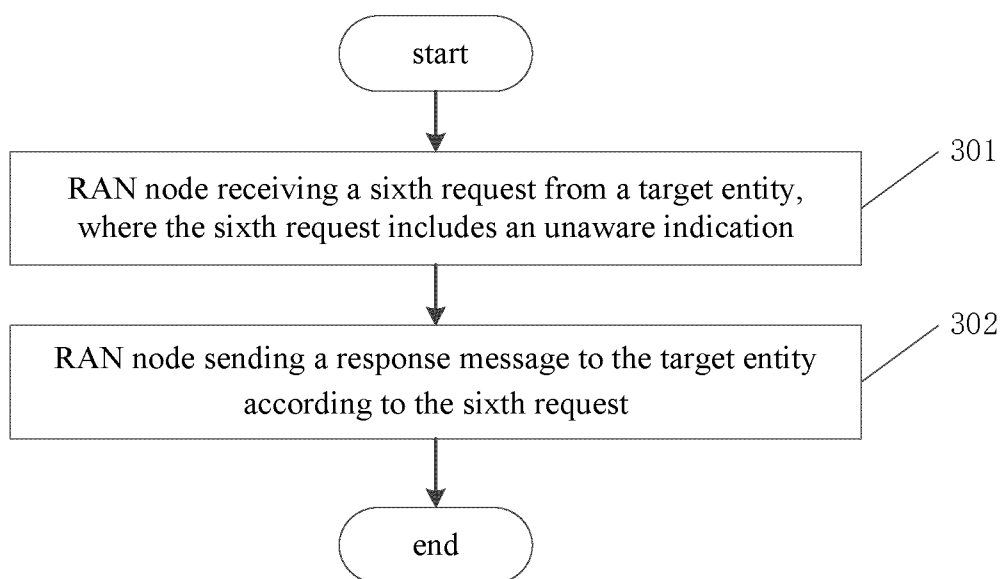 start
301
RAN node receiving a sixth request from a target entity,
where the sixth request includes an unaware indication
302
RAN node sending a response message to the target entity
according to the sixth request
end